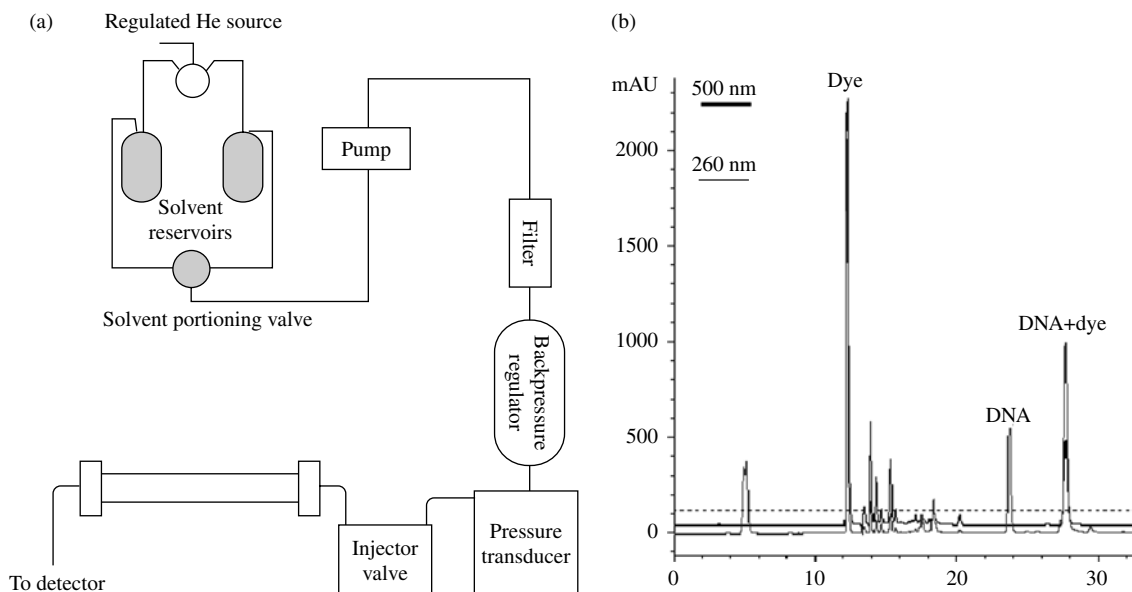 (a)
Regulated He source
Solvent
reservoirs
Solvent portioning valve
Pump
Filter
Backpressure
regulator
Pressure
transducer
Injector
valve
To detector
(b)
mAU
500 nm
260 nm
Dye
DNA
DNA+dye
2000
1500
1000
500
0
0
10
20
30